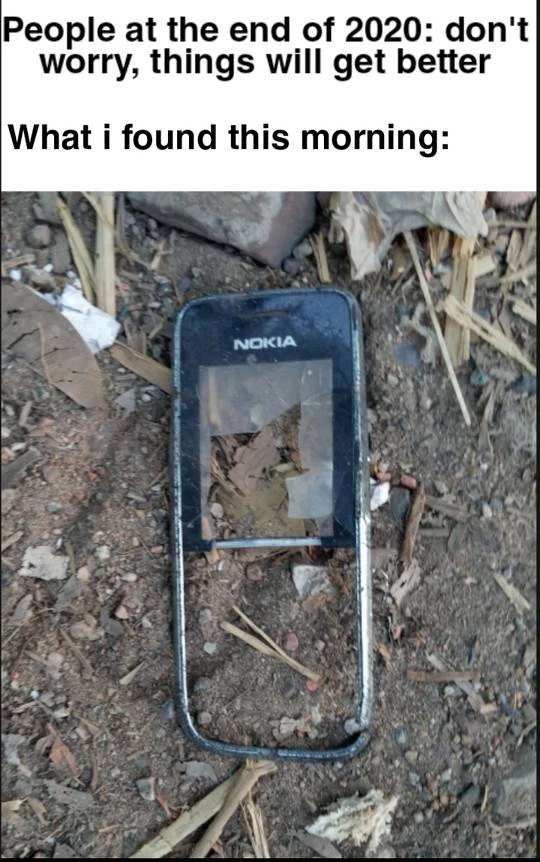 People at the end of 2020: don't
worry, things will get better
What i found this morning:
NOKIA